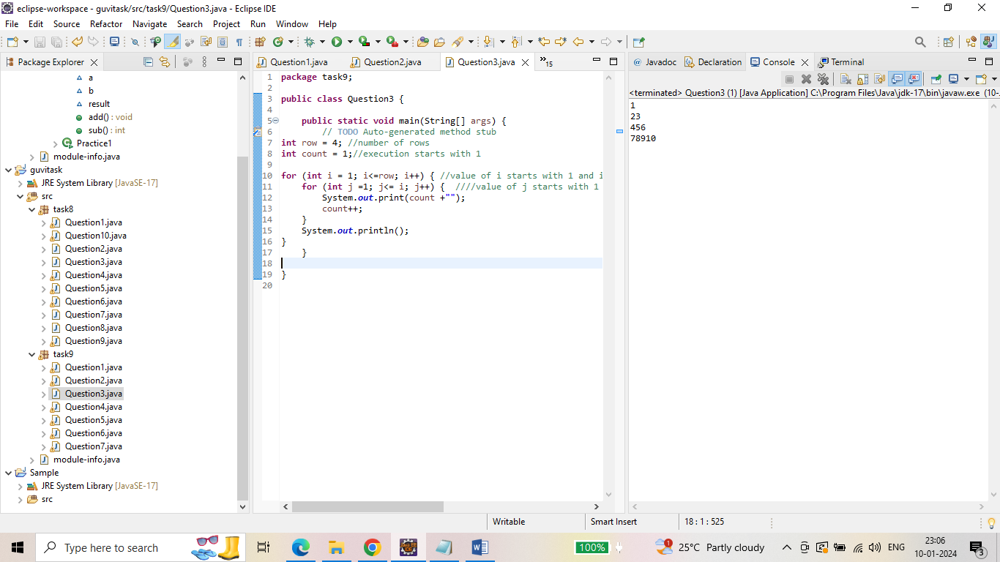 eclipse-workspace - guvitask/src/task9/Question3.java - Eclipse IDE
File Edit Source Refactor Navigate Search Project Run Window Help
Package Explorer
a
b
result
add() : void
sub() : int
Practice1
module-info.java
guvitask
JRE System Library [JavaSE-17]
src
task8
Question1.java
Question10.java
Question2.java
Question3.java
Question4.java
Question5.java
Question6.java
Question7.java
Question8.java
Question9.java
task9
Question1.java
Question2.java
Question3.java
Question4.java
Question5.java
Question6.java
Question7.java
module-info.java
Sample
JRE System Library [JavaSE-17]
src
Question1.java Question2.java Question3.java »15
1 package task9;
2
3 public class Question3 {
4
5 public static void main(String[] args) {
6 // TODO Auto-generated method stub
7 int row = 4; //number of rows
8 int count = 1;//execution starts with 1
9
10 for (int i = 1; i<=row; i++) { //value of i starts with 1 and i
11 for (int j =1; j<= i; j++) { ////value of j starts with 1
12 System.out.print(count +"");
13 count++;
14 }
15 System.out.println();
16 }
17 }
18
19 }
20
@ Javadoc Declaration Console Terminal
<terminated> Question3 (1) [Java Application] C:\Program Files\Java\jdk-17\bin\javaw.exe (10-
1
23
456
78910
Writable Smart Insert 18 : 1 : 525
Type here to search
100%
1
25°C Partly cloudy
ENG
23:06
10-01-2024
3